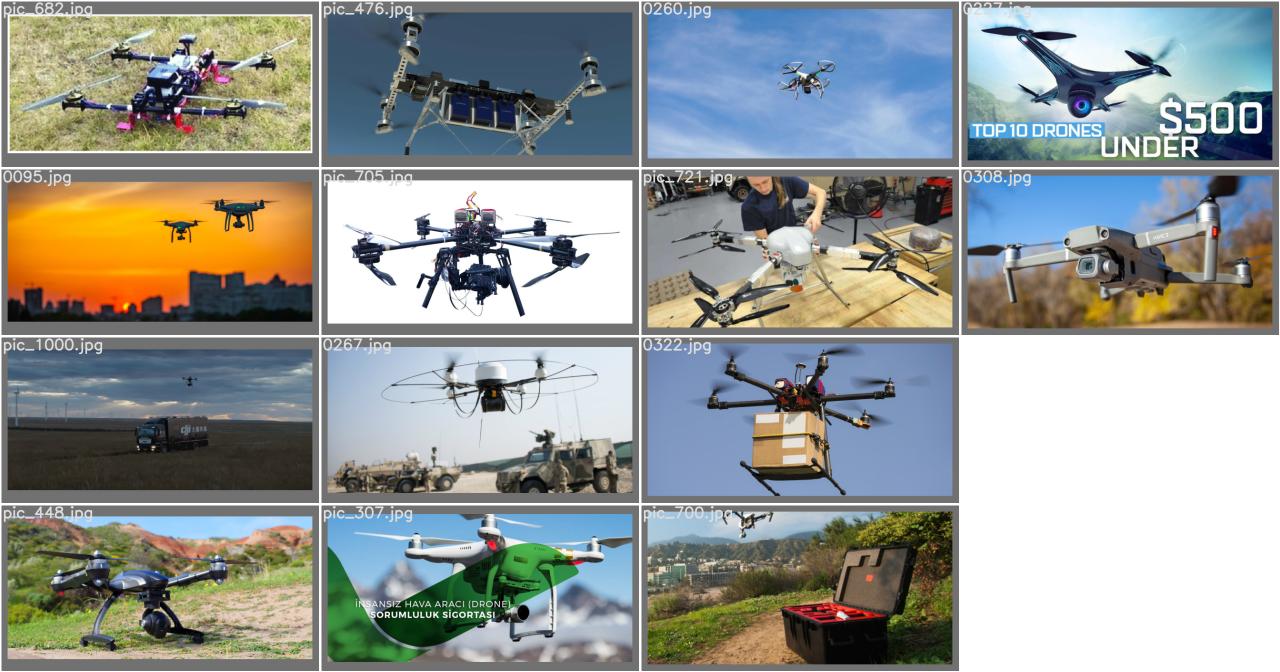 pic_682.jpg
pic_476.jpg
0260.jpg
0227.jpg
TOP 10 DRONES
$500
UNDER
0095.jpg
pic_705.jpg
pic_721.jpg
0308.jpg
pic_1000.jpg
dji
0267.jpg
0322.jpg
pic_448.jpg
pic_307.jpg
İNSANSIZ HAVA ARACI (DRONE)
SORUMLULUK SİGORTASI
pic_700.jpg